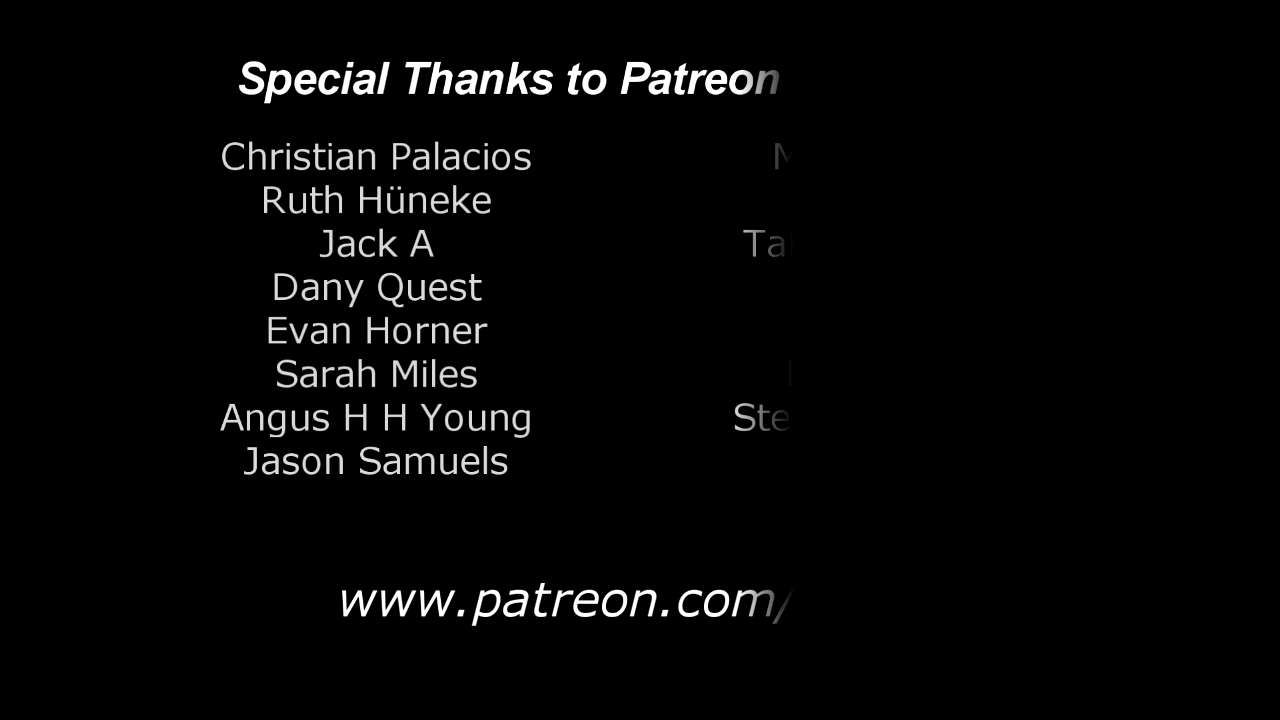 Special Thanks to Patreon
Christian Palacios
Ruth Hüneke
Jack A
Dany Quest
Evan Horner
Sarah Miles
Angus H H Young
Jason Samuels
www.patreon.com/